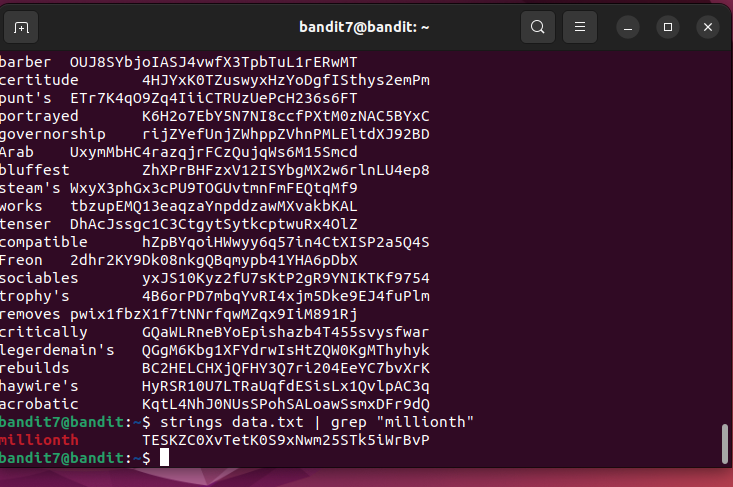 bandit7@bandit: ~
barber  OUJ8SYbjoIASJ4vwfX3TpbTuL1rERwMT
certitude        4HJYxK0TZuswyxHzYoDgfISthys2emPm
punt's  ETr7K4qO9Zq4IiiCTRUzUePcH236s6FT
portrayed        K6H2o7EbY5N7NI8ccfPXtM0zNAC5BYxC
governorship     rijZYefUnjZWhppZVhnPMLEltdXJ92BD
Arab    UxymMbHC4razqjrFCzQujqWs6M15Smcd
bluffest         ZhXPrBHFzxV12ISYbgMX2w6rlnLU4ep8
steam's WxyX3phGx3cPU9TOGUvtmnFmFEQtqMf9
works   tbzupEMQ13eaqzaYnpddzawMXvakbKAL
tenser  DhAcJssgc1C3CtgytSytkcptwuRx4OlZ
compatible       hZpBYqoiHWwyy6q57in4CtXISP2a5Q4S
Freon   2dhr2KY9Dk08nkgQBqmypb41YHA6pDbX
sociables        yxJS10Kyz2fU7sKtP2gR9YNIKTKf9754
trophy's         4B6orPD7mbqYvRI4xjm5Dke9EJ4fuPlm
removes pwix1fbzX1f7tNNrfqwMZqx9IiM891Rj
critically       GQaWLRneBYoEpishazb4T455svysfwar
legerdemain's    QGgM6Kbg1XFYdrwIsHtZQW0KgMThyhyk
rebuilds         BC2HELCHXjQFHY3Q7ri204EeYC7bvXrK
haywire's        HyRSR10U7LTRaUqfdESisLx1QvlpAC3q
acrobatic        KqtL4NhJ0NUsSPohSALoawSsmxDFr9dQ
bandit7@bandit:~$ strings data.txt | grep "millionth"
millionth        TESKZC0XvTetK0S9xNwm25STk5iWrBvP
bandit7@bandit:~$